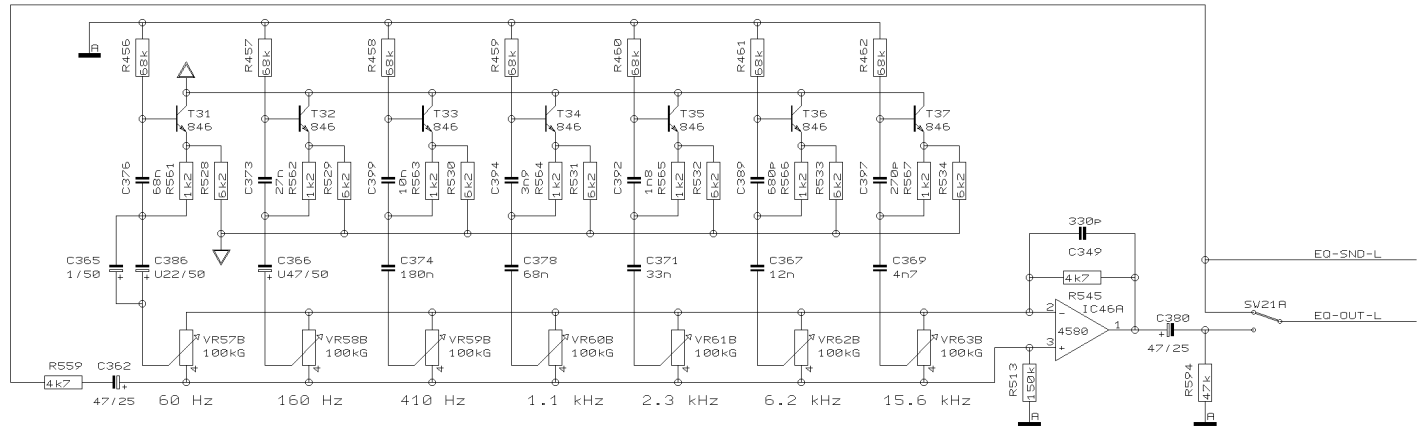 A
R456
68k
R457
68k
R458
68k
R459
68k
R460
68k
R461
68k
R462
68k
T31
846
T32
846
T33
846
T34
846
T35
846
T36
846
T37
846
C376
68n
R561
1k2
R528
6k2
C373
27n
R562
1k2
R529
6k2
C399
10n
R563
1k2
R530
6k2
C394
3n9
R564
1k2
R531
6k2
C392
1n8
R565
1k2
R532
6k2
C389
680p
R566
1k2
R533
6k2
C397
270p
R567
1k2
R534
6k2
C365
1/50
C386
U22/50
+
+
C366
U47/50
+
C374
180n
C378
68n
C371
33n
C367
12n
C369
4n7
330p
C349
4k7
R545
IC46A
2
−
4580
3
+
1
C380
+
47/25
SW21A
EQ-SND-L
EQ-OUT-L
VR57B
100kG
4
VR58B
100kG
4
VR59B
100kG
4
VR60B
100kG
4
VR61B
100kG
4
VR62B
100kG
4
VR63B
100kG
4
R559
4k7
C362
+
47/25
R513
150k
A
R594
47k
A
60 Hz
160 Hz
410 Hz
1.1 kHz
2.3 kHz
6.2 kHz
15.6 kHz